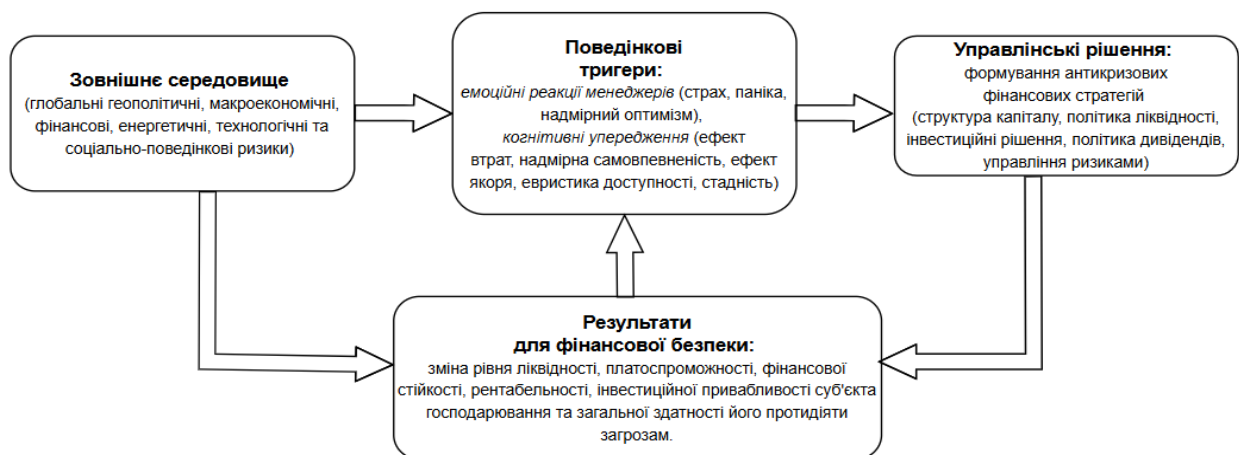 Зовнішнє середовище
(глобальні геополітичні, макроекономічні,
фінансові, енергетичні, технологічні та
соціально-поведінкові ризики)
Поведінкові
тригери:
емоційні реакції менеджерів (страх, паніка,
надмірний оптимізм),
когнітивні упередження (ефект
втрат, надмірна самовпевненість, ефект
якоря, евристика доступності, стадність)
Управлінські рішення:
формування антикризових
фінансових стратегій
(структура капіталу, політика ліквідності,
інвестиційні рішення, політика дивідендів,
управління ризиками)
Результати
для фінансової безпеки:
зміна рівня ліквідності, платоспроможності, фінансової
стійкості, рентабельності, інвестиційної привабливості суб'єкта
господарювання та загальної здатності його протидіяти
загрозам.